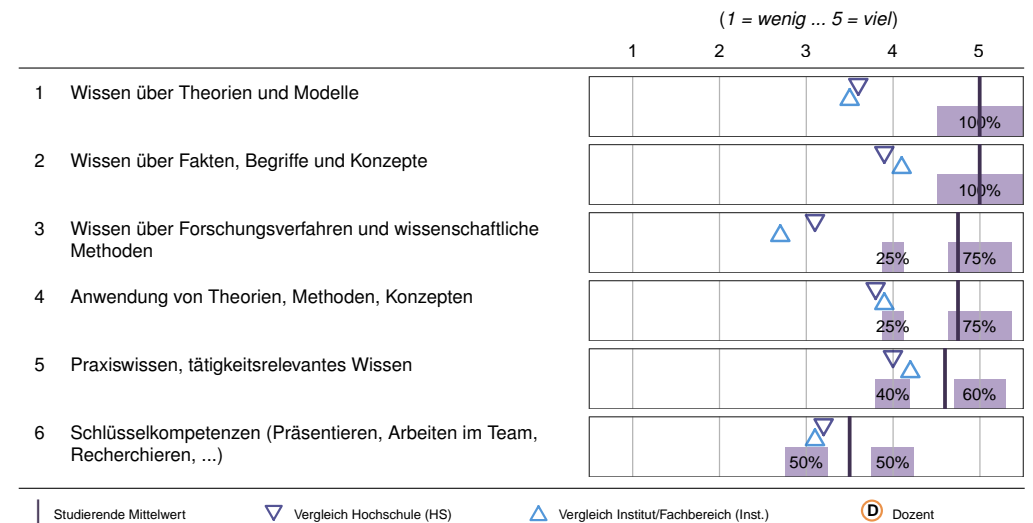 (1 = wenig ... 5 = viel)
1 2 3 4 5
1 Wissen über Theorien und Modelle
100%
2 Wissen über Fakten, Begriffe und Konzepte
100%
3 Wissen über Forschungsverfahren und wissenschaftliche
Methoden
25% 75%
4 Anwendung von Theorien, Methoden, Konzepten
25% 75%
5 Praxiswissen, tätigkeitsrelevantes Wissen
40% 60%
6 Schlüsselkompetenzen (Präsentieren, Arbeiten im Team,
Recherchieren, ...)
50% 50%
Studierende Mittelwert Vergleich Hochschule (HS) Vergleich Institut/Fachbereich (Inst.) D Dozent